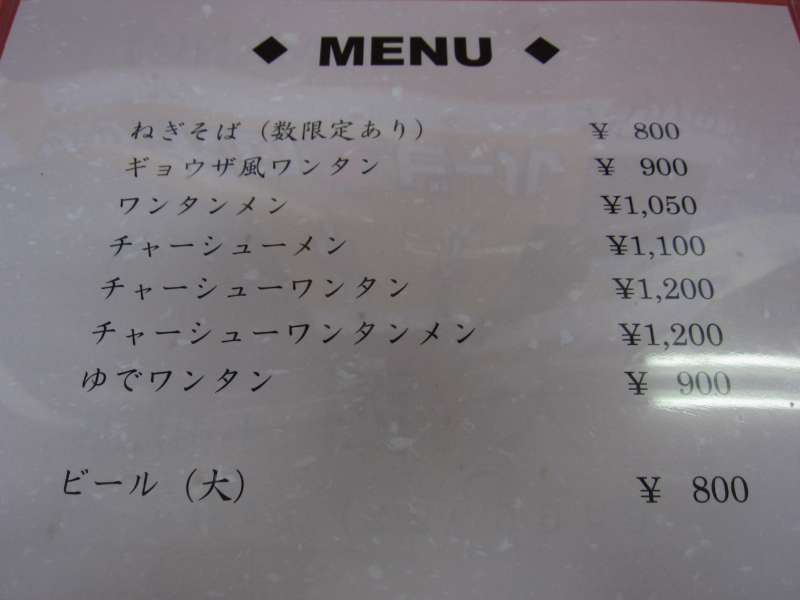 ◆ MENU ◆
ねぎそば（数限定あり） ￥ 800
ギョウザ風ワンタン ￥ 900
ワンタンメン ￥1,050
チャーシューメン ￥1,100
チャーシューワンタン ￥1,200
チャーシューワンタンメン ￥1,200
ゆでワンタン ￥ 900
ビール（大） ￥ 800